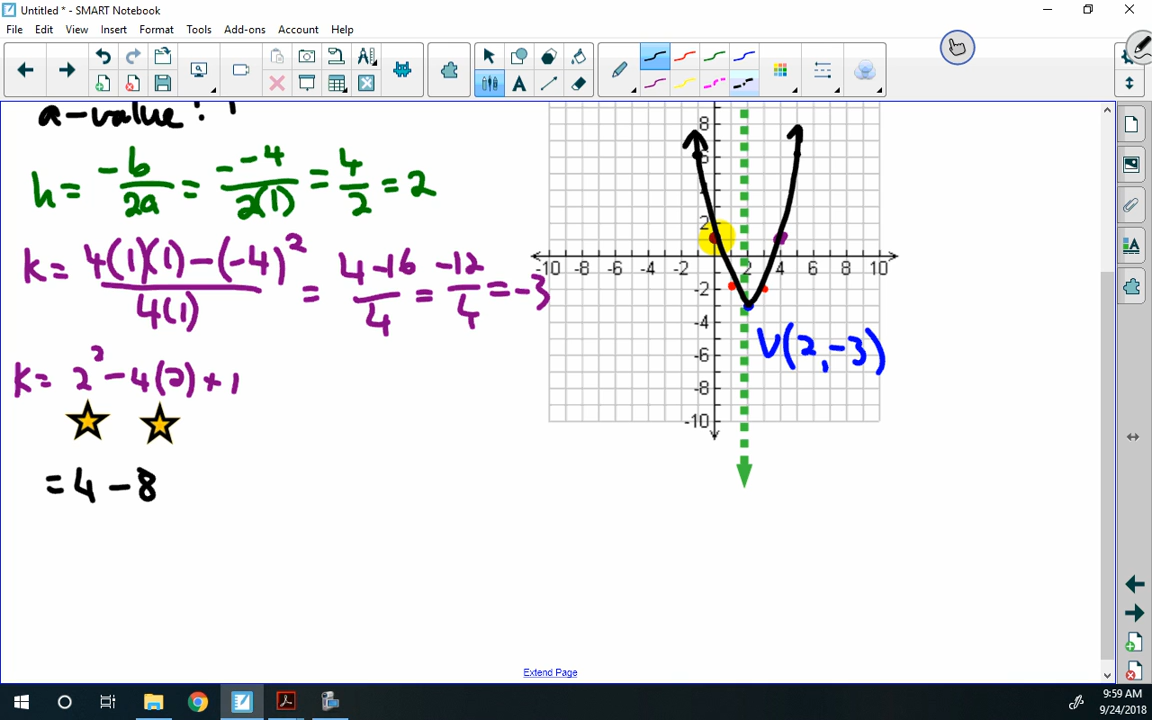 Untitled * - SMART Notebook
File Edit View Insert Format Tools Add-ons Account Help
a-value: 1
h = -b/2a = --4/2(1) = 4/2 = 2
K = 4(1)(1)-(-4)²/4(1) = 4-16/4 = -12/4 = -3
K = 2² - 4(2) + 1
= 4 - 8
8
6
4
2
-10 -8 -6 -4 -2 2 4 6 8 10
-2
-4
-6
-8
-10
V(2, -3)
Extend Page
9:59 AM
9/24/2018